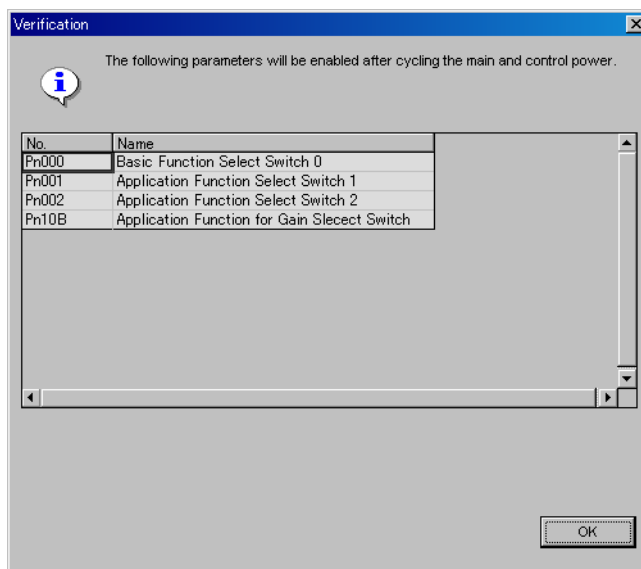 Verification
The following parameters will be enabled after cycling the main and control power.
No. Name
Pn000 Basic Function Select Switch 0
Pn001 Application Function Select Switch 1
Pn002 Application Function Select Switch 2
Pn10B Application Function for Gain Slecect Switch
OK